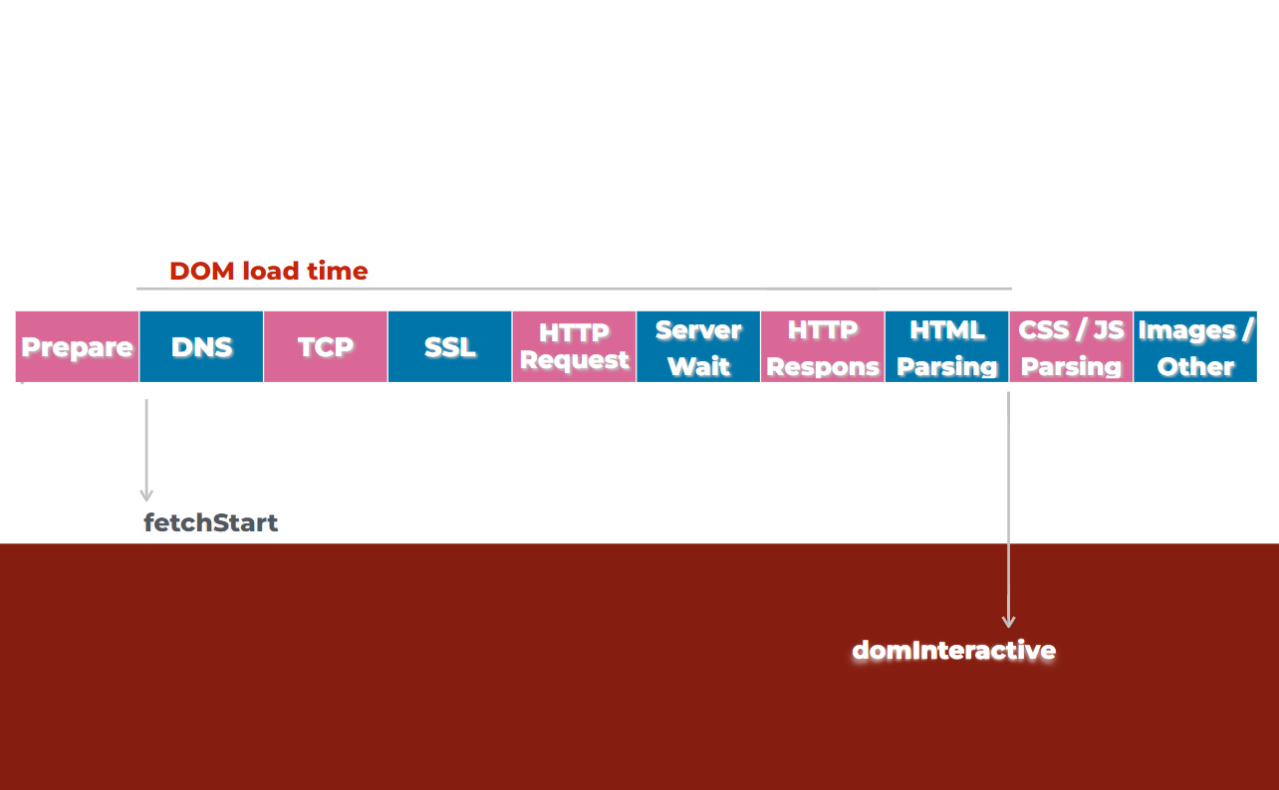 DOM load time
Prepare
DNS
TCP
SSL
HTTP
Request
Server
Wait
HTTP
Respons
HTML
Parsing
CSS / JS
Parsing
Images /
Other
fetchStart
domInteractive